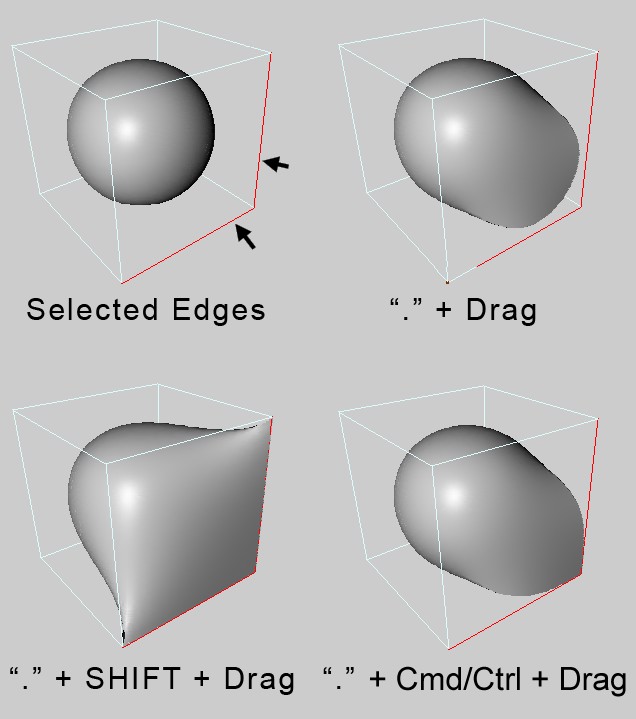 Selected Edges
“.” + Drag
“.” + SHIFT + Drag
“.” + Cmd/Ctrl + Drag